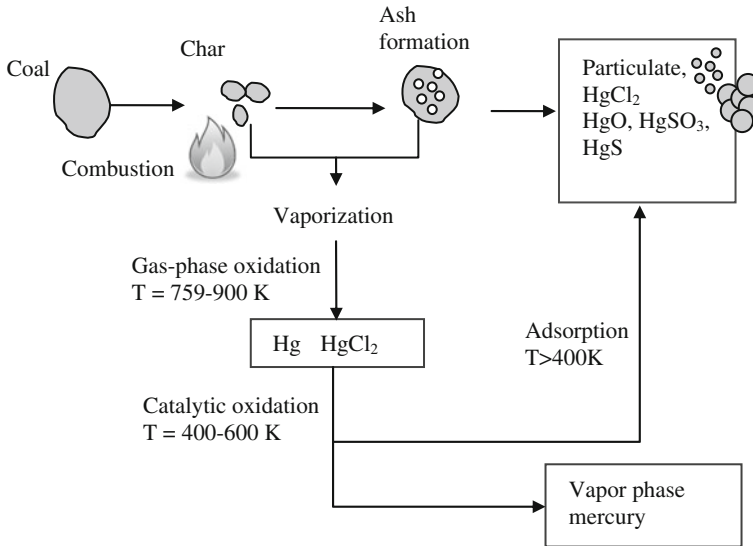 Coal
Char
Ash
formation
Combustion
Particulate,
HgCl₂
HgO, HgSO₃,
HgS
Vaporization
Gas-phase oxidation
T = 759-900 K
Hg HgCl₂
Adsorption
T>400K
Catalytic oxidation
T = 400-600 K
Vapor phase
mercury